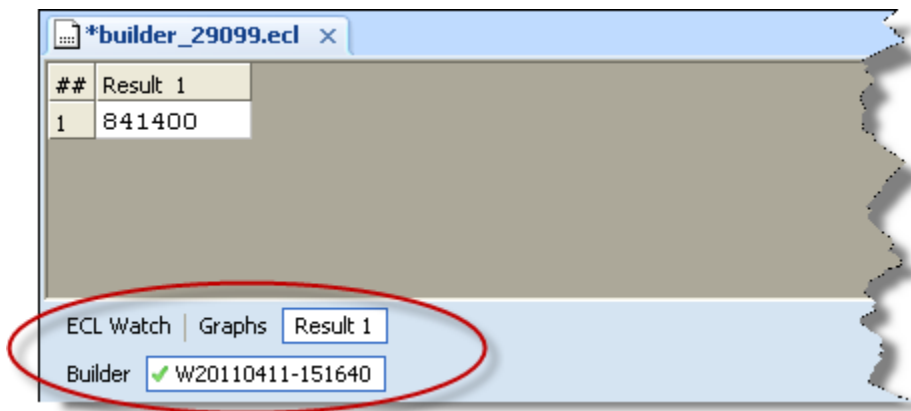 *builder_29099.ecl ×
## Result 1
1 841400
ECL Watch | Graphs Result 1
Builder ✓ W20110411-151640